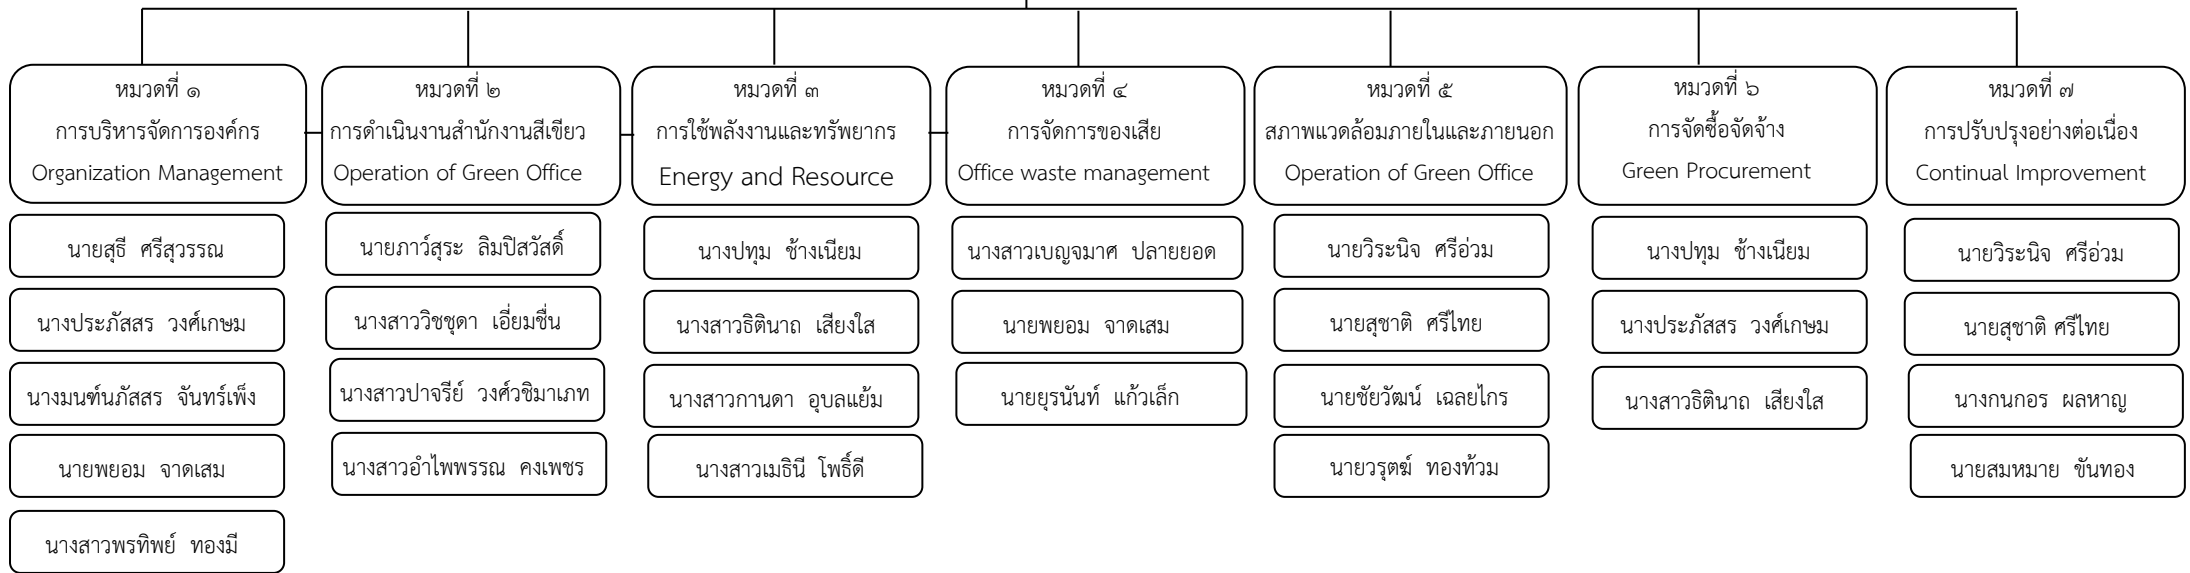 หมวดที่ ๑
การบริหารจัดการองค์กร
Organization Management
นายสุธี ศรีสุวรรณ
นางประภัสสร วงศ์เกษม
นางมนฑ์นภัสสร จันทร์เพ็ง
นายพยอม จาดเสม
นางสาวพรทิพย์ ทองมี
หมวดที่ ๒
การดำเนินงานสำนักงานสีเขียว
Operation of Green Office
นายภาว์สุระ ลิมปิสวัสดิ์
นางสาววิชชุดา เอี่ยมชื่น
นางสาวปาจรีย์ วงศ์วชิมาเภท
นางสาวอำไพพรรณ คงเพชร
หมวดที่ ๓
การใช้พลังงานและทรัพยากร
Energy and Resource
นางปทุม ช้างเนียม
นางสาวธิตินาถ เสียงใส
นางสาวกานดา อุบลแย้ม
นางสาวเมธินี โพธิ์ดี
หมวดที่ ๔
การจัดการของเสีย
Office waste management
นางสาวเบญจมาศ ปลายยอด
นายพยอม จาดเสม
นายยุรนันท์ แก้วเล็ก
หมวดที่ ๕
สภาพแวดล้อมภายในและภายนอก
Operation of Green Office
นายวิระนิจ ศรีอ่วม
นายสุชาติ ศรีไทย
นายชัยวัฒน์ เฉลยไกร
นายวรุตฆ์ ทองท้วม
หมวดที่ ๖
การจัดซื้อจัดจ้าง
Green Procurement
นางปทุม ช้างเนียม
นางประภัสสร วงศ์เกษม
นางสาวธิตินาถ เสียงใส
หมวดที่ ๗
การปรับปรุงอย่างต่อเนื่อง
Continual Improvement
นายวิระนิจ ศรีอ่วม
นายสุชาติ ศรีไทย
นางกนกอร ผลหาญ
นายสมหมาย ขันทอง